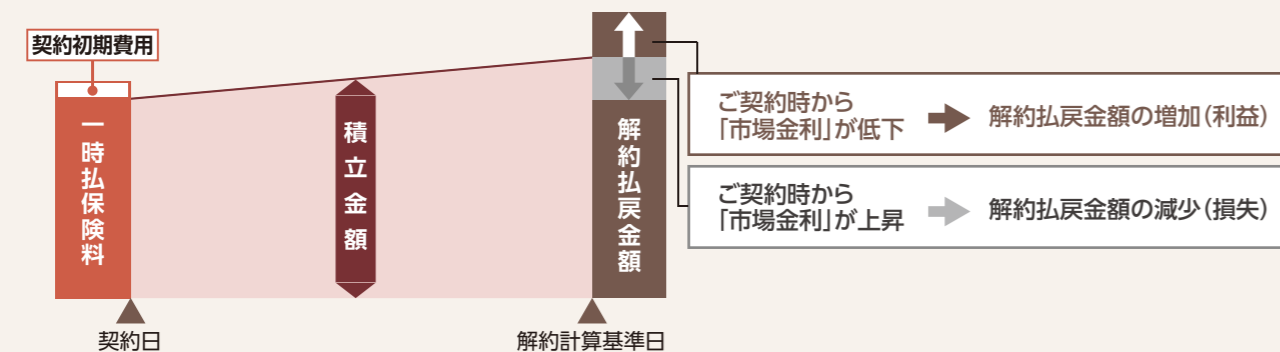 契約初期費用
一時払保険料
積立金額
解約払戻金額
契約日
解約計算基準日
ご契約時から
「市場金利」が低下
解約払戻金額の増加(利益)
ご契約時から
「市場金利」が上昇
解約払戻金額の減少(損失)